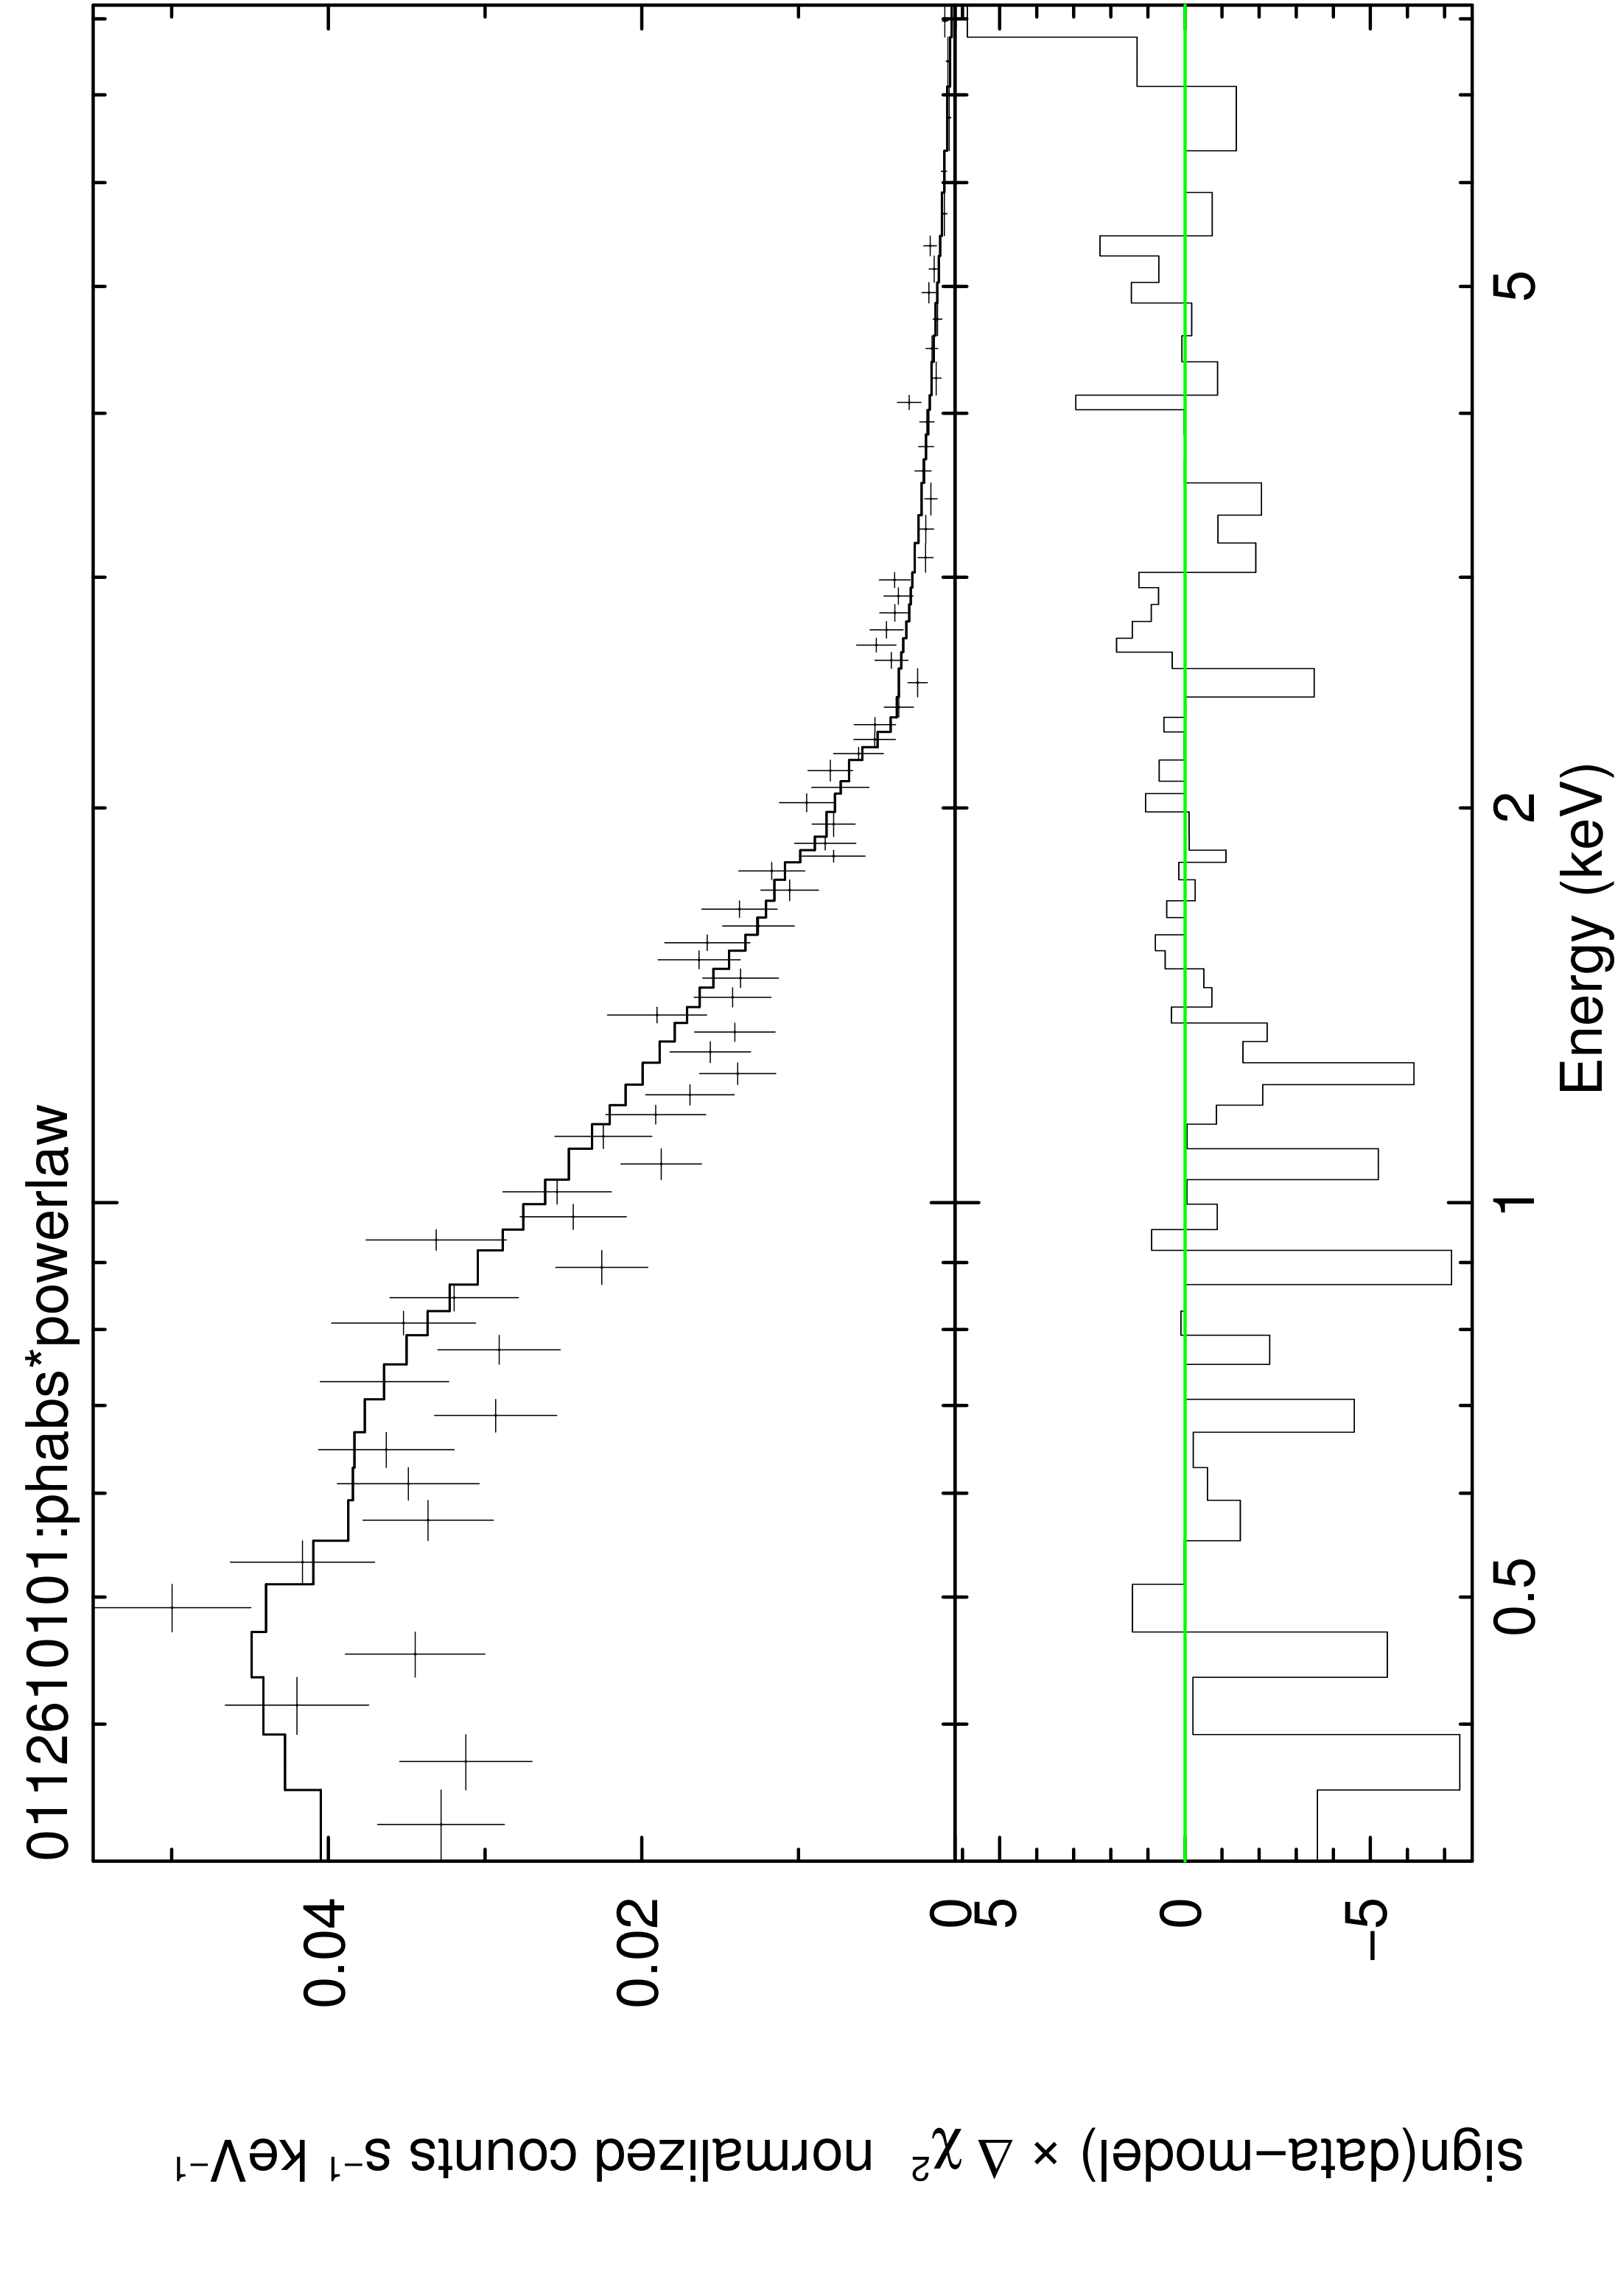 0112610101:phabs*powerlaw
normalized counts s⁻¹ keV⁻¹
0.04
0.02
0
sign(data−model) × Δ χ²
5
0
−5
0.5
1
2
5
Energy (keV)